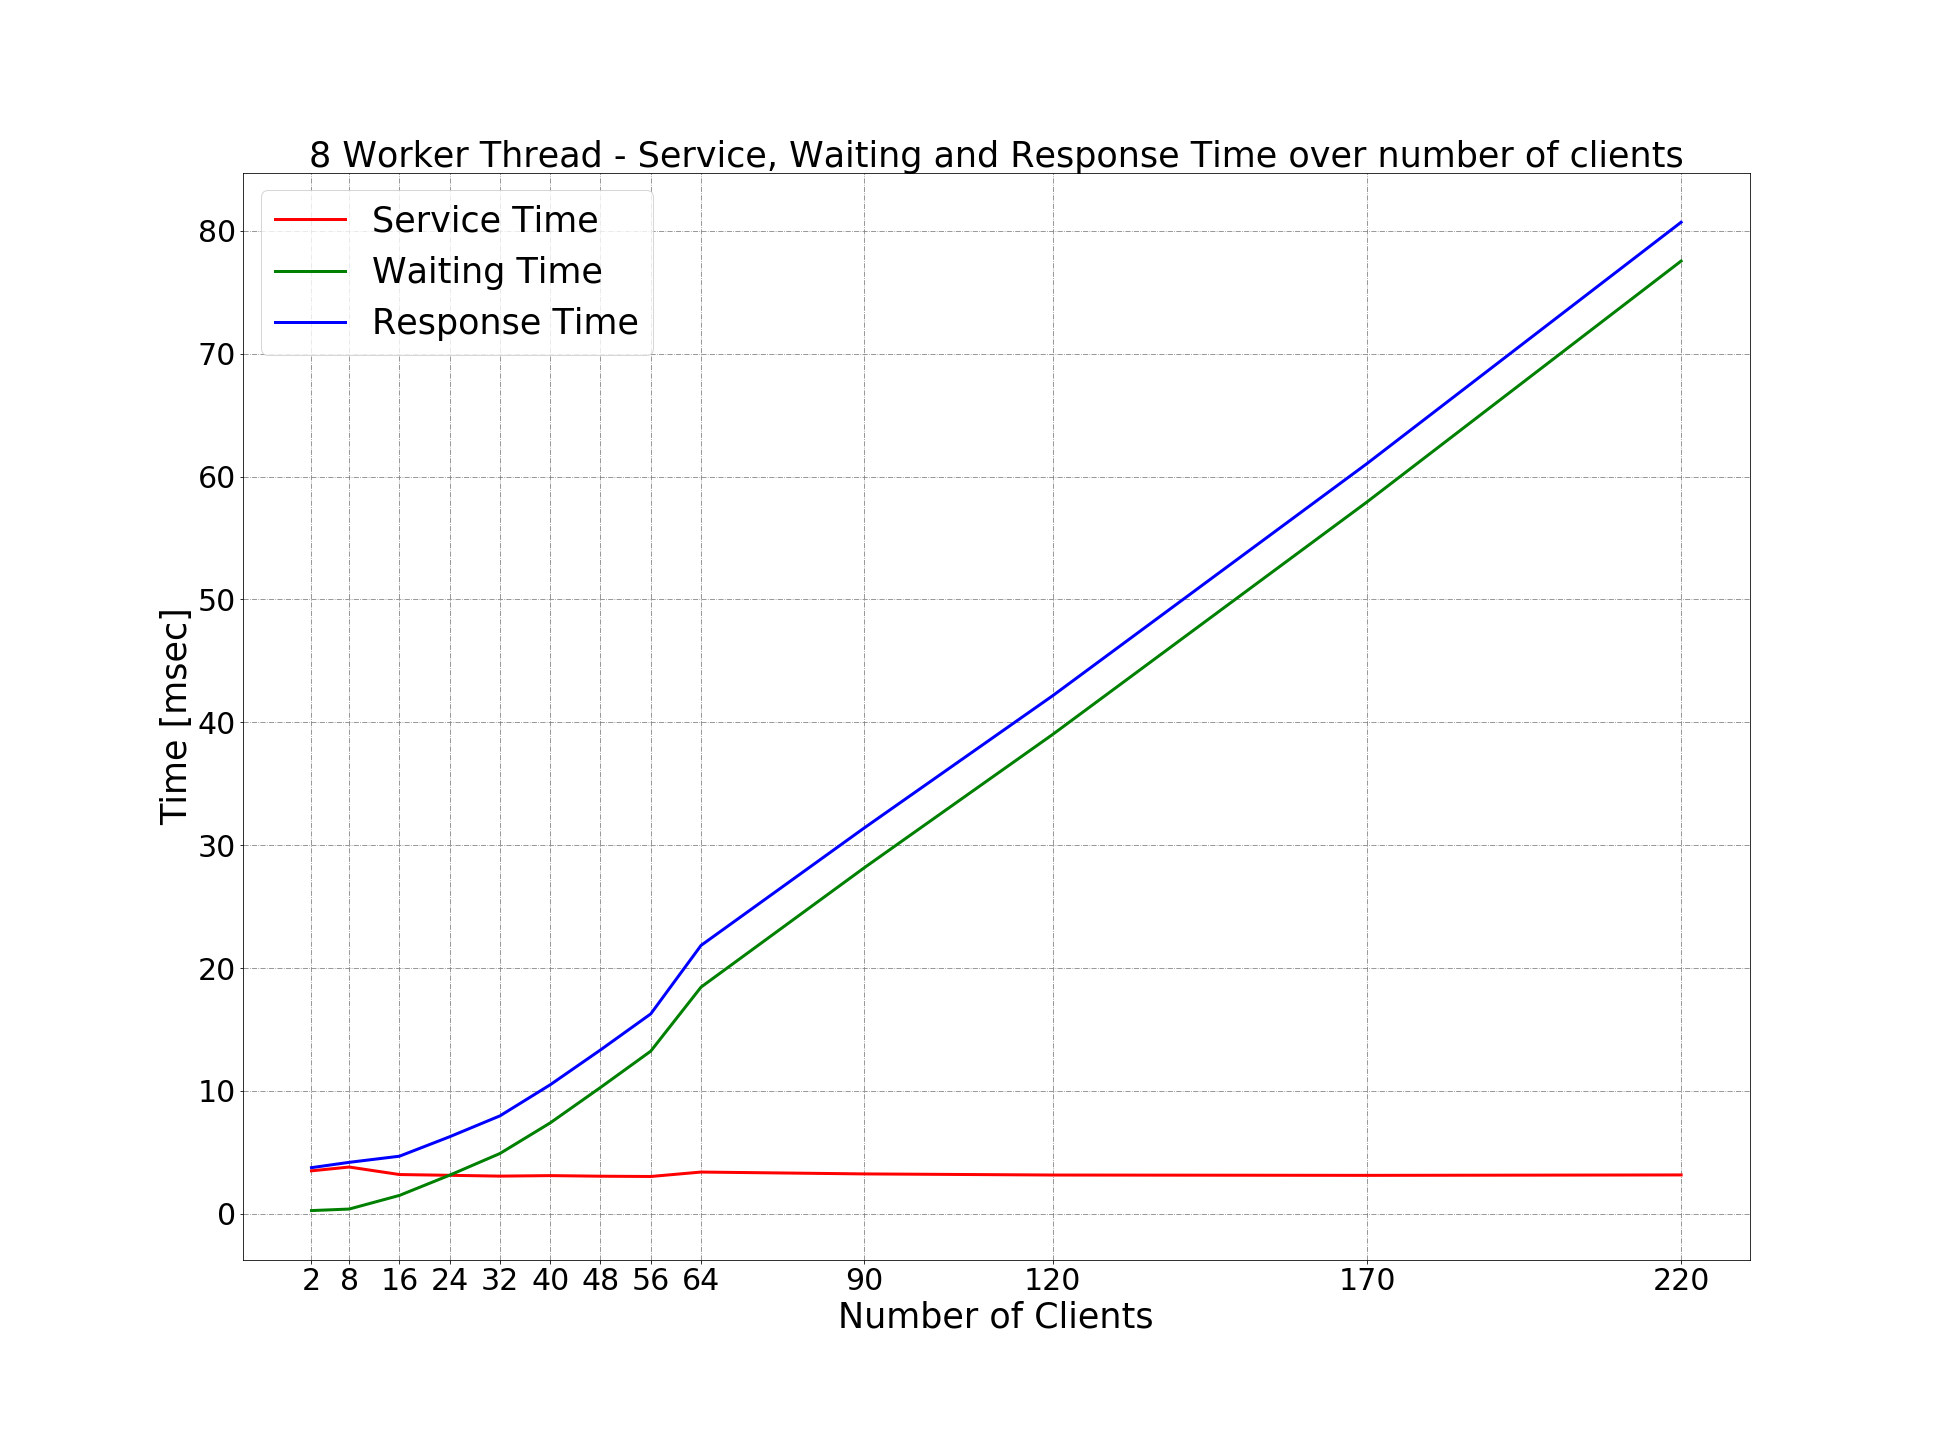 8 Worker Thread - Service, Waiting and Response Time over number of clients
Service Time
Waiting Time
Response Time
80
70
60
50
40
30
20
10
0
Time [msec]
2 8 16 24 32 40 48 56 64 90 120 170 220
Number of Clients